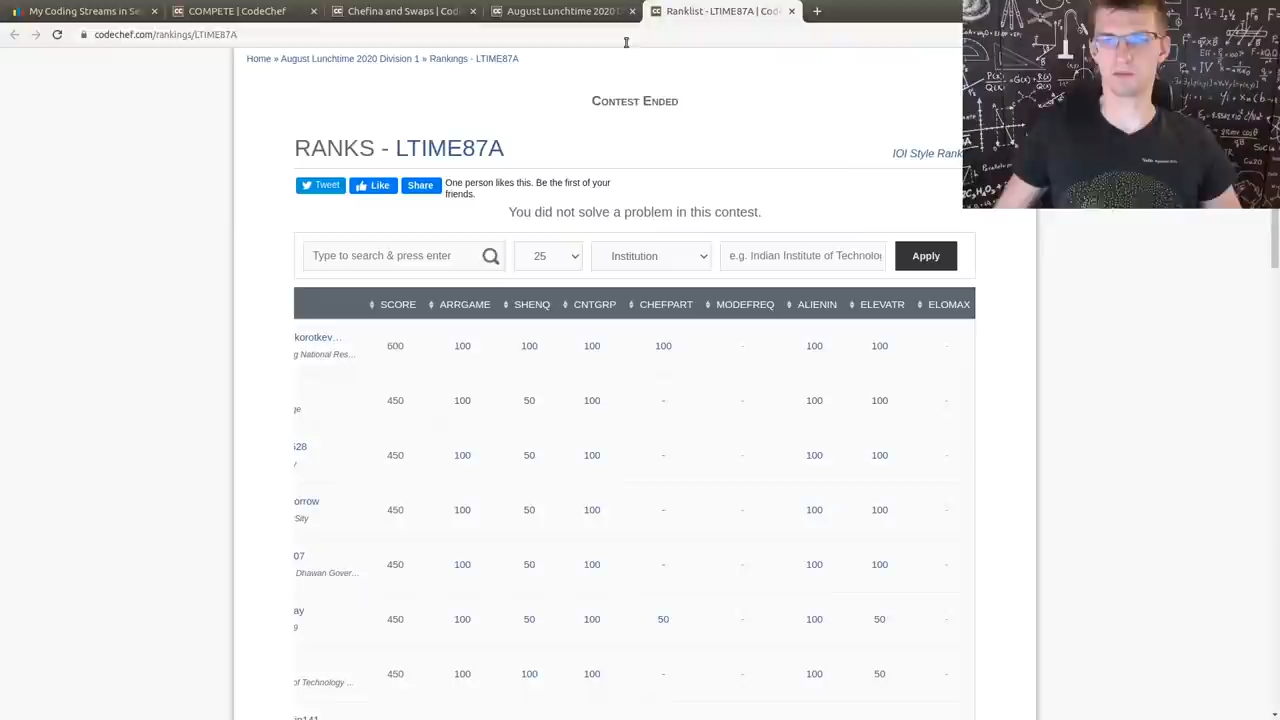 My Coding Streams in Se
COMPETE | CodeChef
Chefina and Swaps | Cod
August Lunchtime 2020 D
Ranklist - LTIME87A | Cod
codechef.com/rankings/LTIME87A
Home » August Lunchtime 2020 Division 1 » Rankings - LTIME87A
Contest Ended
RANKS - LTIME87A
IOI Style Rank
Tweet
Like
Share
One person likes this. Be the first of your
friends.
You did not solve a problem in this contest.
Type to search & press enter
25
Institution
e.g. Indian Institute of Technolog
Apply
SCORE ARRGAME SHENQ CNTGRP CHEFPART MODEFREQ ALIENIN ELEVATR ELOMAX
korotkev…
g National Res...
600 100 100 100 100 - 100 100 -
ge
450 100 50 100 - - 100 100 -
628
y
450 100 50 100 - - 100 100 -
orrow
Sity
450 100 50 100 - - 100 100 -
07
Dhawan Gover...
450 100 50 100 - - 100 100 -
ay
g
450 100 50 100 50 - 100 50 -
of Technology ...
450 100 100 100 - - 100 50 -
in141